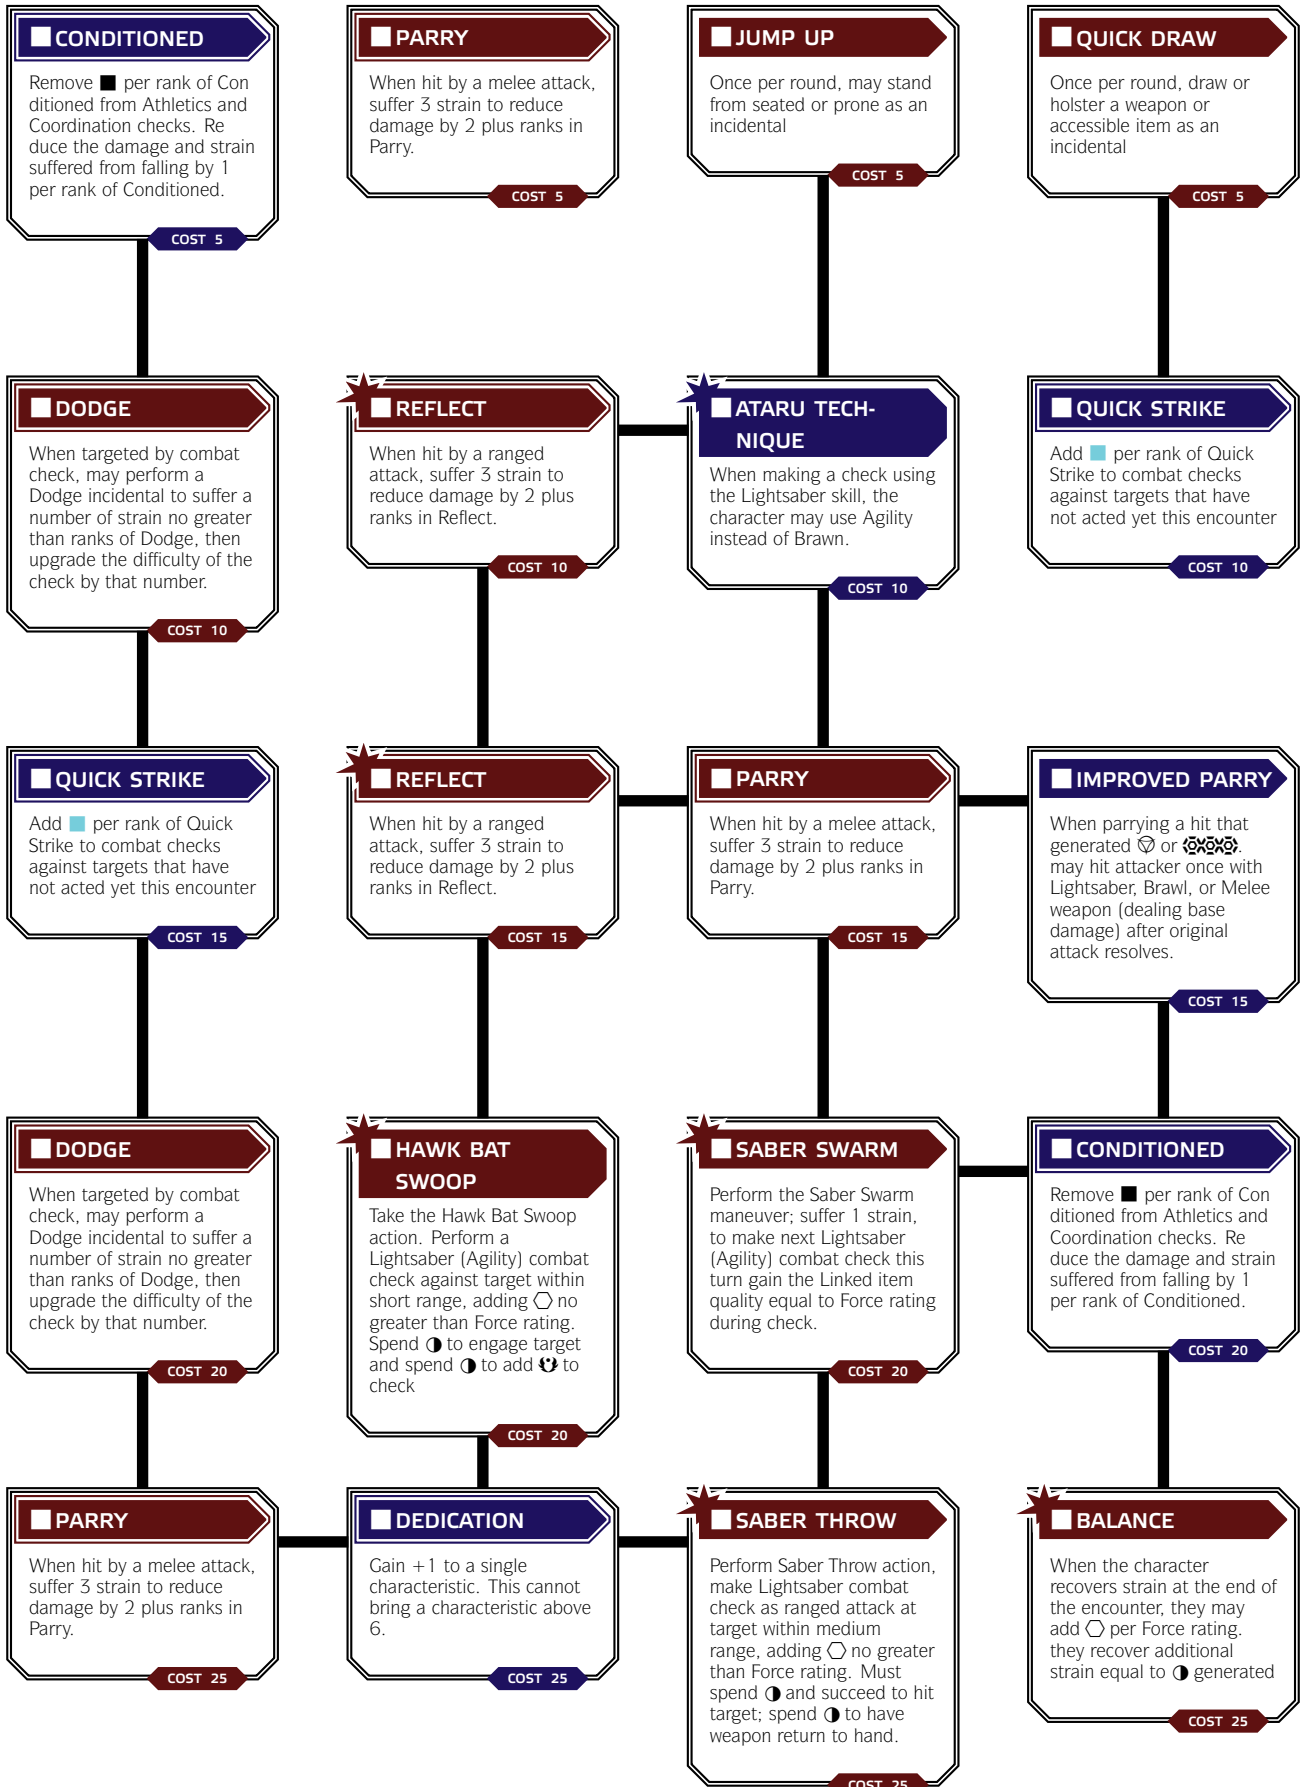 CONDITIONED
Remove per rank of Con
ditioned from Athletics and
Coordination checks. Re
duce the damage and strain
suffered from falling by 1
per rank of Conditioned.
COST 5
PARRY
When hit by a melee attack,
suffer 3 strain to reduce
damage by 2 plus ranks in
Parry.
COST 5
JUMP UP
Once per round, may stand
from seated or prone as an
incidental
COST 5
QUICK DRAW
Once per round, draw or
holster a weapon or
accessible item as an
incidental
COST 5
DODGE
When targeted by combat
check, may perform a
Dodge incidental to suffer a
number of strain no greater
than ranks of Dodge, then
upgrade the difficulty of the
check by that number.
COST 10
REFLECT
When hit by a ranged
attack, suffer 3 strain to
reduce damage by 2 plus
ranks in Reflect.
COST 10
ATARU TECH-
NIQUE
When making a check using
the Lightsaber skill, the
character may use Agility
instead of Brawn.
COST 10
QUICK STRIKE
Add per rank of Quick
Strike to combat checks
against targets that have
not acted yet this encounter
COST 10
QUICK STRIKE
Add per rank of Quick
Strike to combat checks
against targets that have
not acted yet this encounter
COST 15
REFLECT
When hit by a ranged
attack, suffer 3 strain to
reduce damage by 2 plus
ranks in Reflect.
COST 15
PARRY
When hit by a melee attack,
suffer 3 strain to reduce
damage by 2 plus ranks in
Parry.
COST 15
IMPROVED PARRY
When parrying a hit that
generated or .
may hit attacker once with
Lightsaber, Brawl, or Melee
weapon (dealing base
damage) after original
attack resolves.
COST 15
DODGE
When targeted by combat
check, may perform a
Dodge incidental to suffer a
number of strain no greater
than ranks of Dodge, then
upgrade the difficulty of the
check by that number.
COST 20
HAWK BAT
SWOOP
Take the Hawk Bat Swoop
action. Perform a
Lightsaber (Agility) combat
check against target within
short range, adding no
greater than Force rating.
Spend to engage target
and spend to add to
check
COST 20
SABER SWARM
Perform the Saber Swarm
maneuver; suffer 1 strain,
to make next Lightsaber
(Agility) combat check this
turn gain the Linked item
quality equal to Force rating
during check.
COST 20
CONDITIONED
Remove per rank of Con
ditioned from Athletics and
Coordination checks. Re
duce the damage and strain
suffered from falling by 1
per rank of Conditioned.
COST 20
PARRY
When hit by a melee attack,
suffer 3 strain to reduce
damage by 2 plus ranks in
Parry.
COST 25
DEDICATION
Gain +1 to a single
characteristic. This cannot
bring a characteristic above
6.
COST 25
SABER THROW
Perform Saber Throw action,
make Lightsaber combat
check as ranged attack at
target within medium
range, adding no greater
than Force rating. Must
spend and succeed to hit
target; spend to have
weapon return to hand.
COST 25
BALANCE
When the character
recovers strain at the end of
the encounter, they may
add per Force rating.
they recover additional
strain equal to generated
COST 25